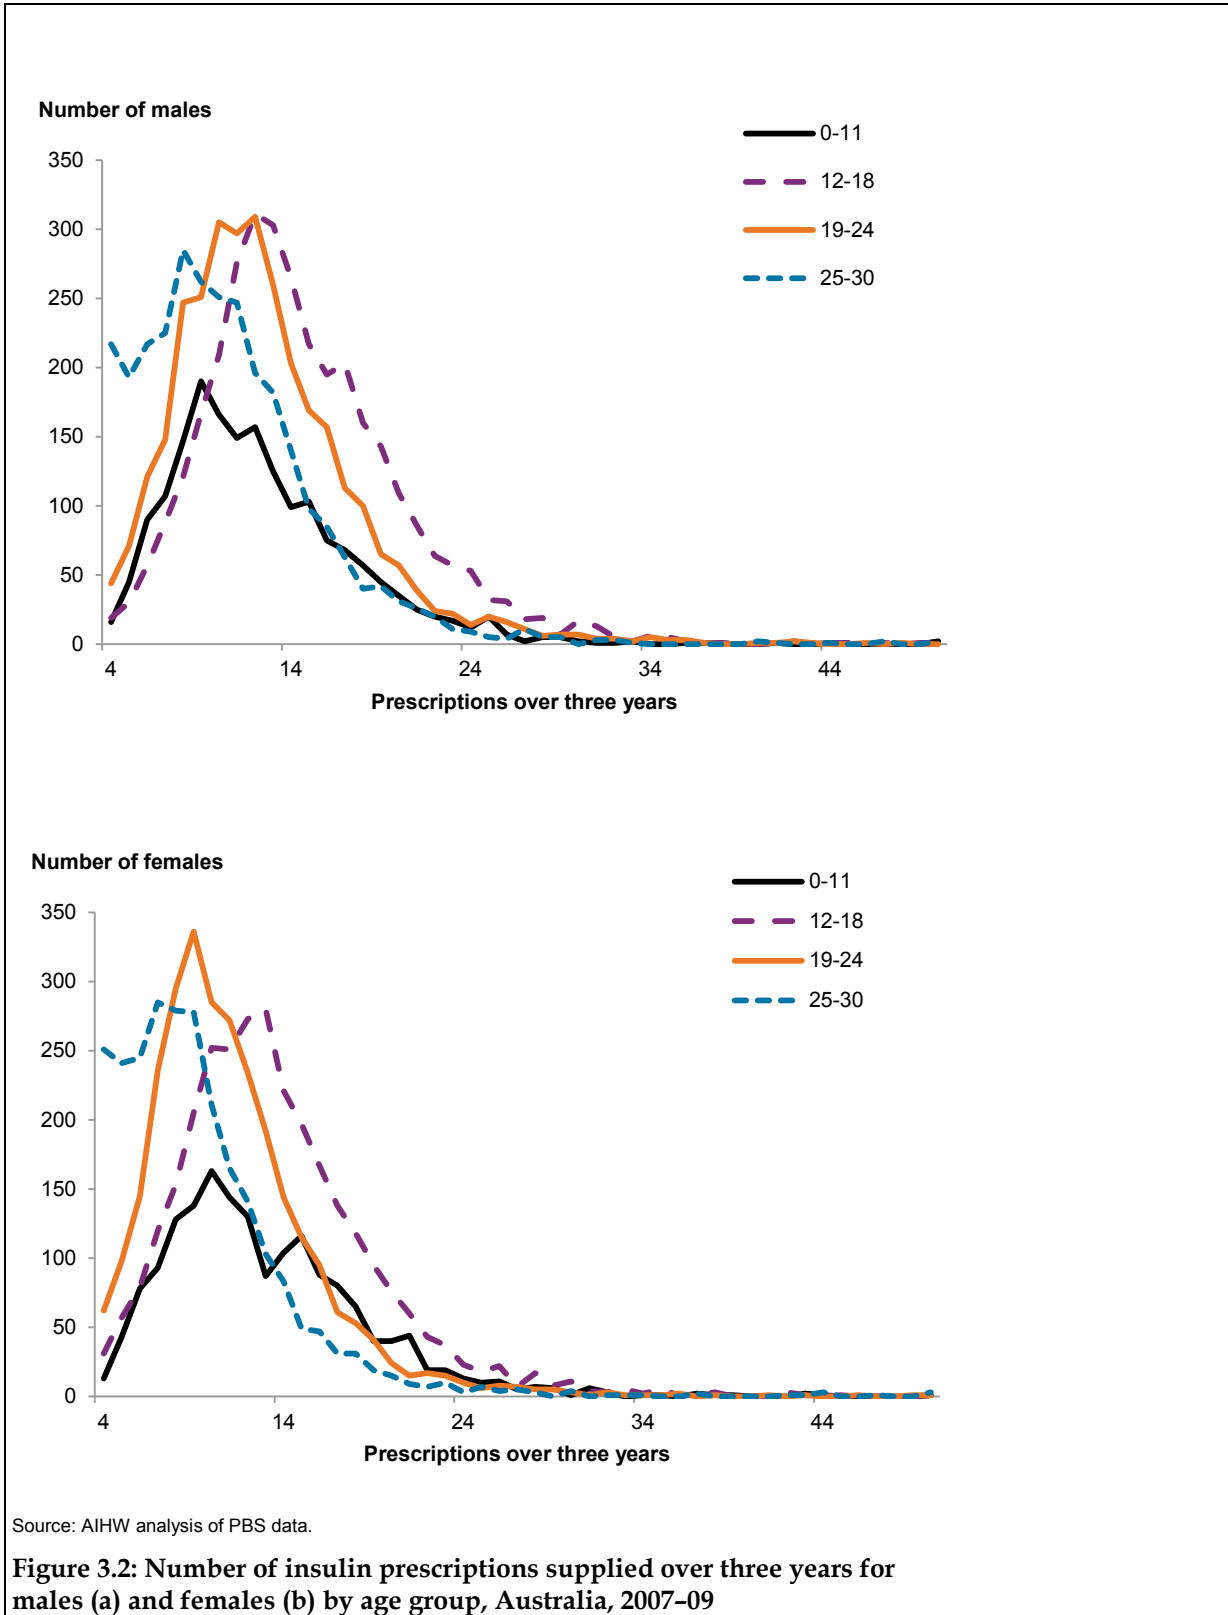 Number of males
0-11
12-18
19-24
25-30
350
300
250
200
150
100
50
0
4 14 24 34 44
Prescriptions over three years
Number of females
0-11
12-18
19-24
25-30
350
300
250
200
150
100
50
0
4 14 24 34 44
Prescriptions over three years
Source: AIHW analysis of PBS data.
Figure 3.2: Number of insulin prescriptions supplied over three years for
males (a) and females (b) by age group, Australia, 2007–09